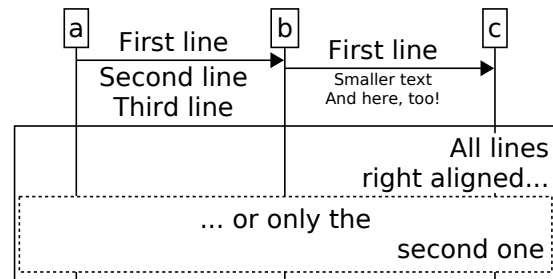 a
b
c
First line
Second line
Third line
First line
Smaller text
And here, too!
All lines
right aligned...
... or only the
second one